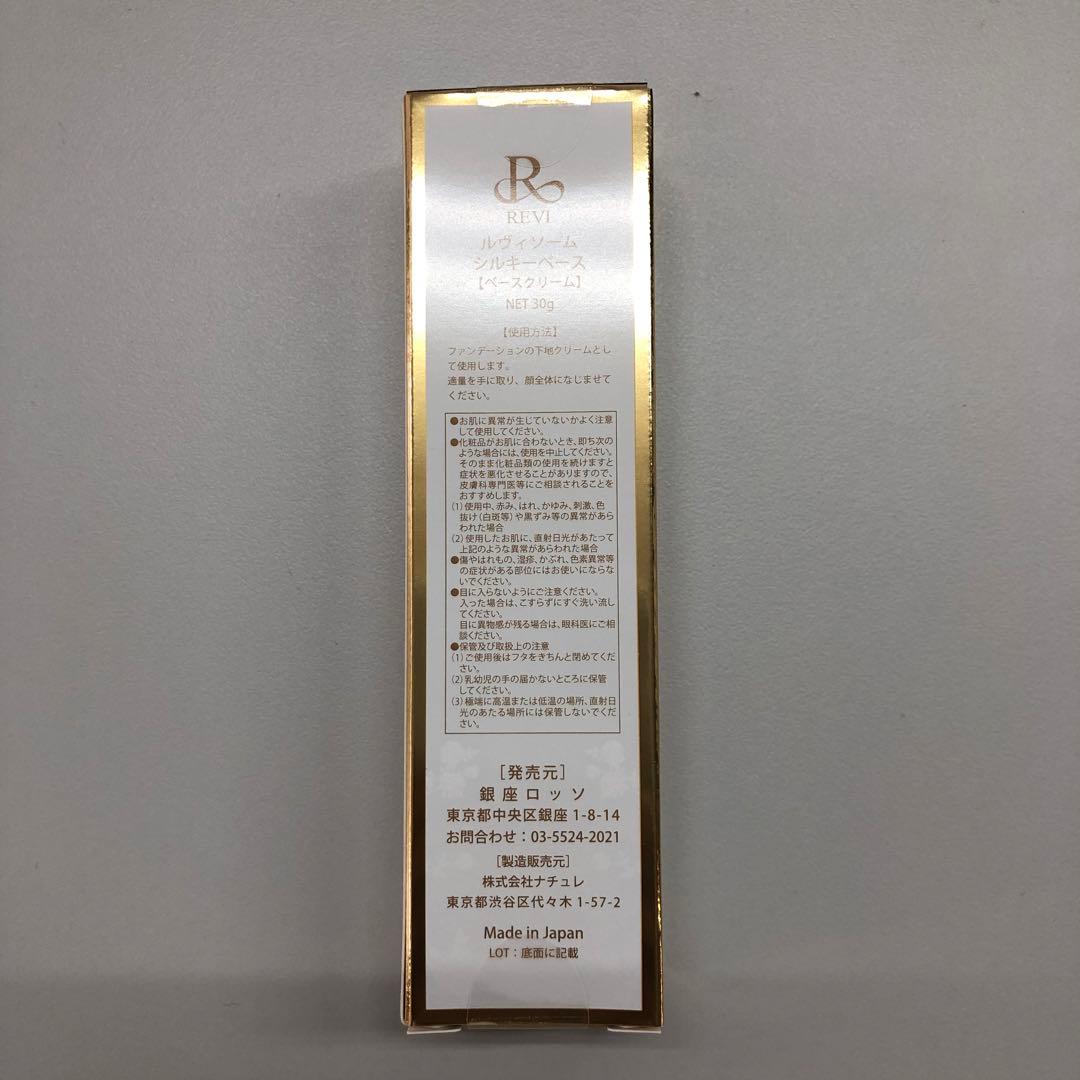 R
REVI
ルヴィソーム
シルキーベース
【ベースクリーム】
NET 30g
【使用方法】
ファンデーションの下地クリームとし
て使用します。
適量を手に取り、顔全体になじませて
ください。
●お肌に異常が生じていないかよく注意
して使用してください。
●化粧品がお肌に合わないとき、即ち次の
ような場合には、使用を中止してください。
そのまま化粧品類の使用を続けますと
症状を悪化させることがありますので、
皮膚科専門医等にご相談されることを
おすすめします。
(1)使用中、赤み、はれ、かゆみ、刺激、色
抜け(白斑等)や黒ずみ等の異常があら
われた場合
(2)使用したお肌に、直射日光があたって
上記のような異常があらわれた場合
●傷やはれもの、湿疹、かぶれ、色素異常等
の症状がある部位にはお使いにならな
いでください。
●目に入らないようにご注意ください。
入った場合は、こすらずにすぐ洗い流し
てください。
目に異物感が残る場合は、眼科医にご相
談ください。
●保管及び取扱上の注意
(1)ご使用後はフタをきちんと閉めてくだ
さい。
(2)乳幼児の手の届かないところに保管
してください。
(3)極端に高温または低温の場所、直射日
光のあたる場所には保管しないでくだ
さい。
[発売元]
銀座ロッソ
東京都中央区銀座 1-8-14
お問合わせ：03-5524-2021
[製造販売元]
株式会社ナチュレ
東京都渋谷区代々木 1-57-2
Made in Japan
LOT：底面に記載